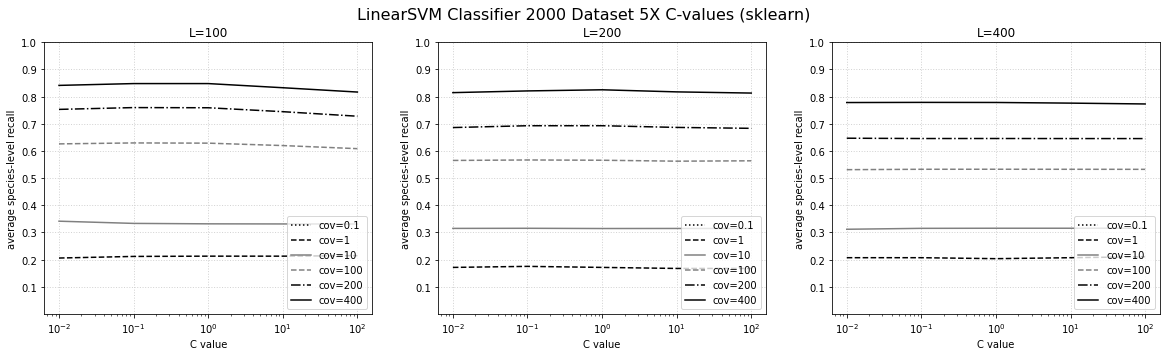 LinearSVM Classifier 2000 Dataset 5X C-values (sklearn)
L=100
average species-level recall
1.0
0.9
0.8
0.7
0.6
0.5
0.4
0.3
0.2
0.1
cov=0.1
cov=1
cov=10
cov=100
cov=200
cov=400
10⁻² 10⁻¹ 10⁰ 10¹ 10²
C value
L=200
average species-level recall
1.0
0.9
0.8
0.7
0.6
0.5
0.4
0.3
0.2
0.1
cov=0.1
cov=1
cov=10
cov=100
cov=200
cov=400
10⁻² 10⁻¹ 10⁰ 10¹ 10²
C value
L=400
average species-level recall
1.0
0.9
0.8
0.7
0.6
0.5
0.4
0.3
0.2
0.1
cov=0.1
cov=1
cov=10
cov=100
cov=200
cov=400
10⁻² 10⁻¹ 10⁰ 10¹ 10²
C value